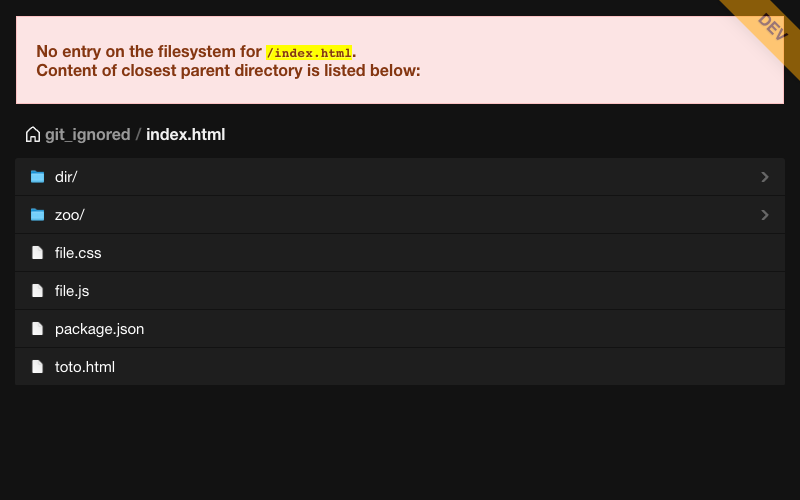 No entry on the filesystem for /index.html.
Content of closest parent directory is listed below:
DEV
git_ignored / index.html
dir/
zoo/
file.css
file.js
package.json
toto.html